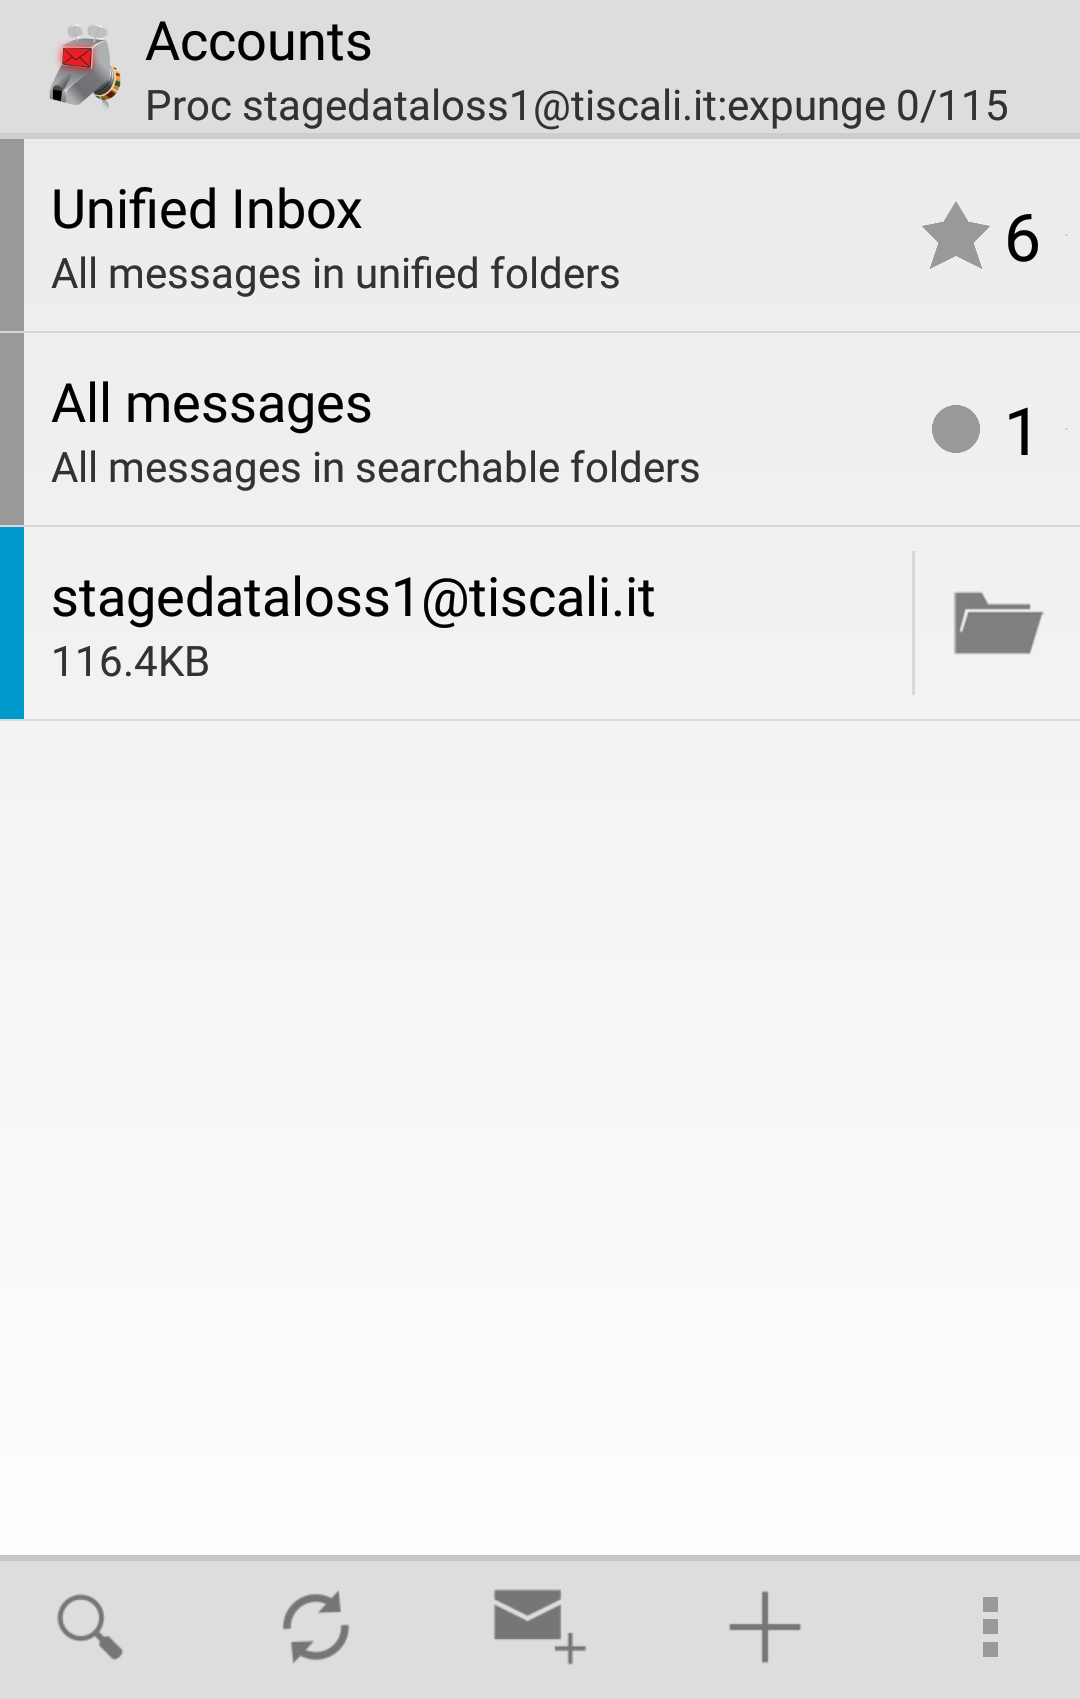 Accounts
Proc stagedataloss1@tiscali.it:expunge 0/115
Unified Inbox
All messages in unified folders
6
All messages
All messages in searchable folders
1
stagedataloss1@tiscali.it
116.4KB